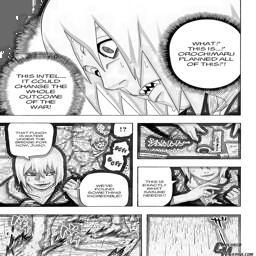 WHAT?
THIS IS...?
OROCHIMARU
PLANNED ALL
OF THIS?!
THIS INTEL...
IT COULD
CHANGE THE
WHOLE
OUTCOME
OF THE
WAR!
!?
THAT PUNCH IS
WATER UNDER THE
BRIDGE FOR
NOW, JUGO.
WE'VE
FOUND
SOMETHING
INCREDIBLE!
THIS IS
EXACTLY
WHAT
SASUKE
NEEDS!!